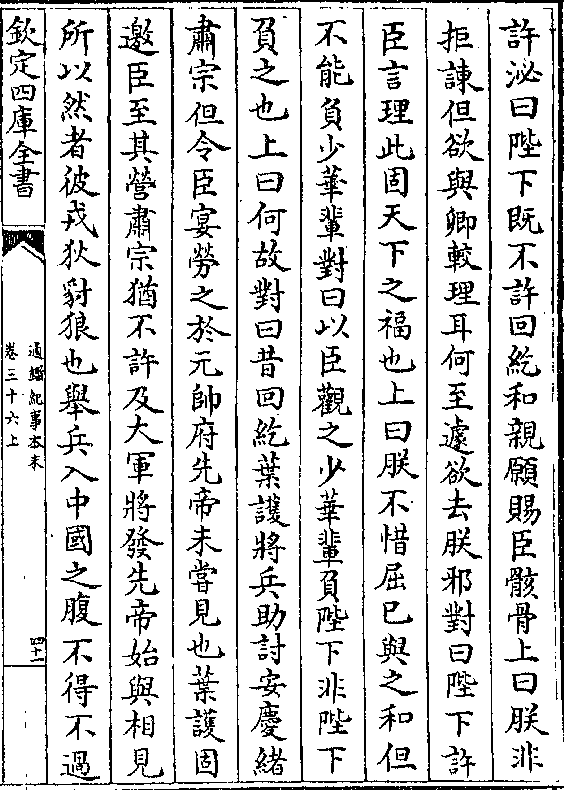 許泌曰陛下既不許回紇和親願賜臣骸骨上曰朕非
拒諌但欲與卿較理耳何至遽欲去朕邪對曰陛下許
臣言理此固天下之福也上曰朕不惜屈已與之和但
不能負少華軰對曰以臣觀之少華軰負陛下非陛下
負之也上曰何故對曰昔回紇葉䕶將兵助討安慶緒
肅宗但令臣宴勞之於元帥府先帝未嘗見也葉䕶固
邀臣至其營肅宗猶不許及大軍將發先帝始與相見
所以然者彼戎狄豺狼也舉兵入中國之腹不得不過
欽定四庫全書
通鑑紀事本末
卷三十六上
四十一